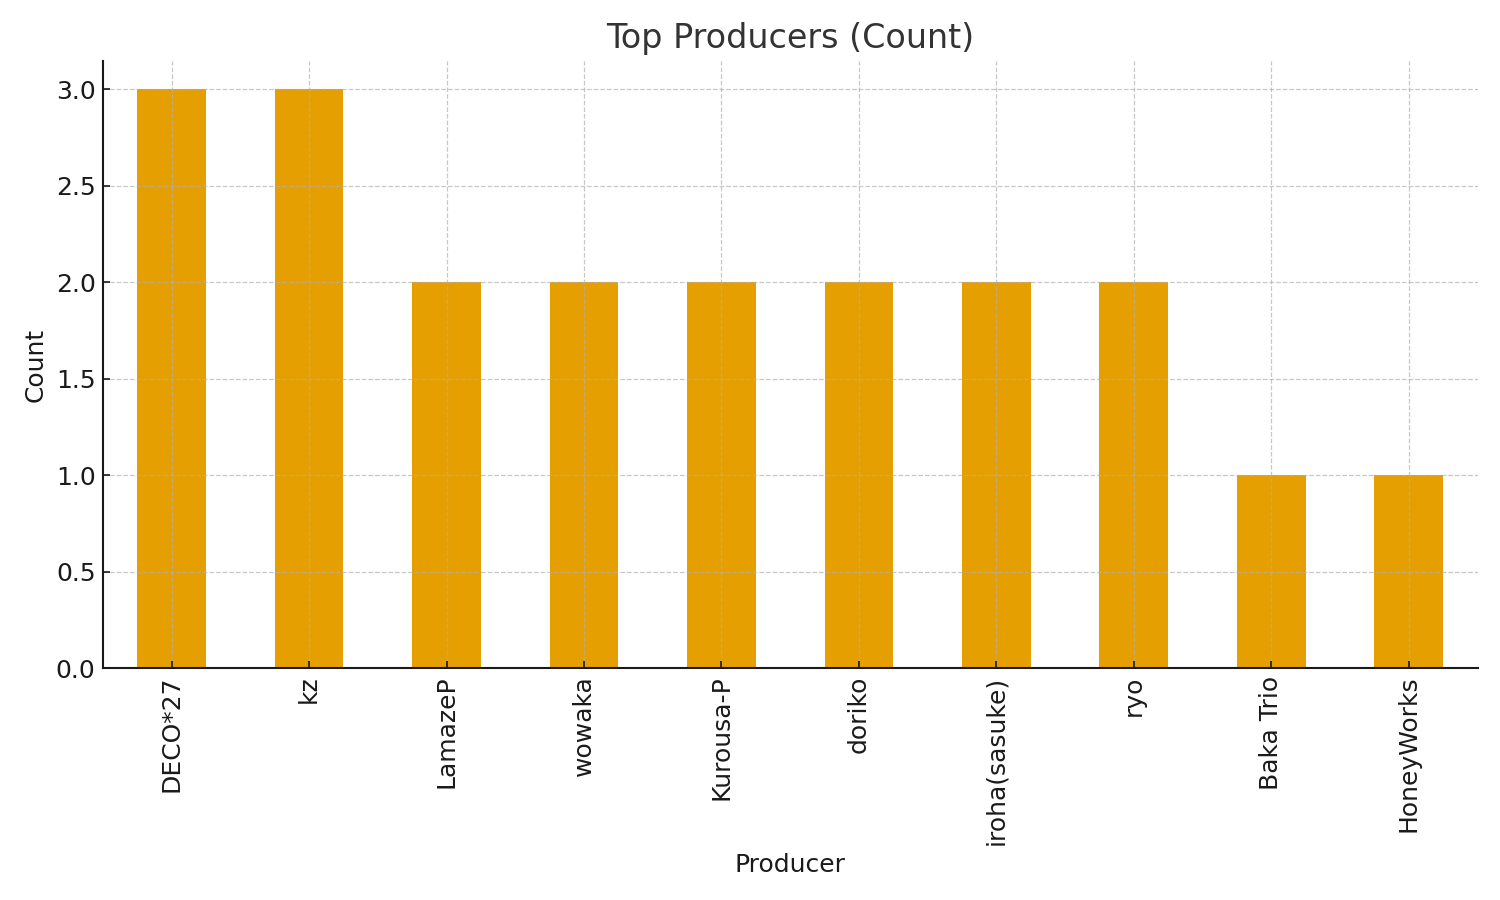 Top Producers (Count)
3.0
2.5
2.0
1.5
1.0
0.5
0.0
Count
DECO*27
kz
LamazeP
wowaka
Kurousa-P
doriko
iroha(sasuke)
ryo
Baka Trio
HoneyWorks
Producer